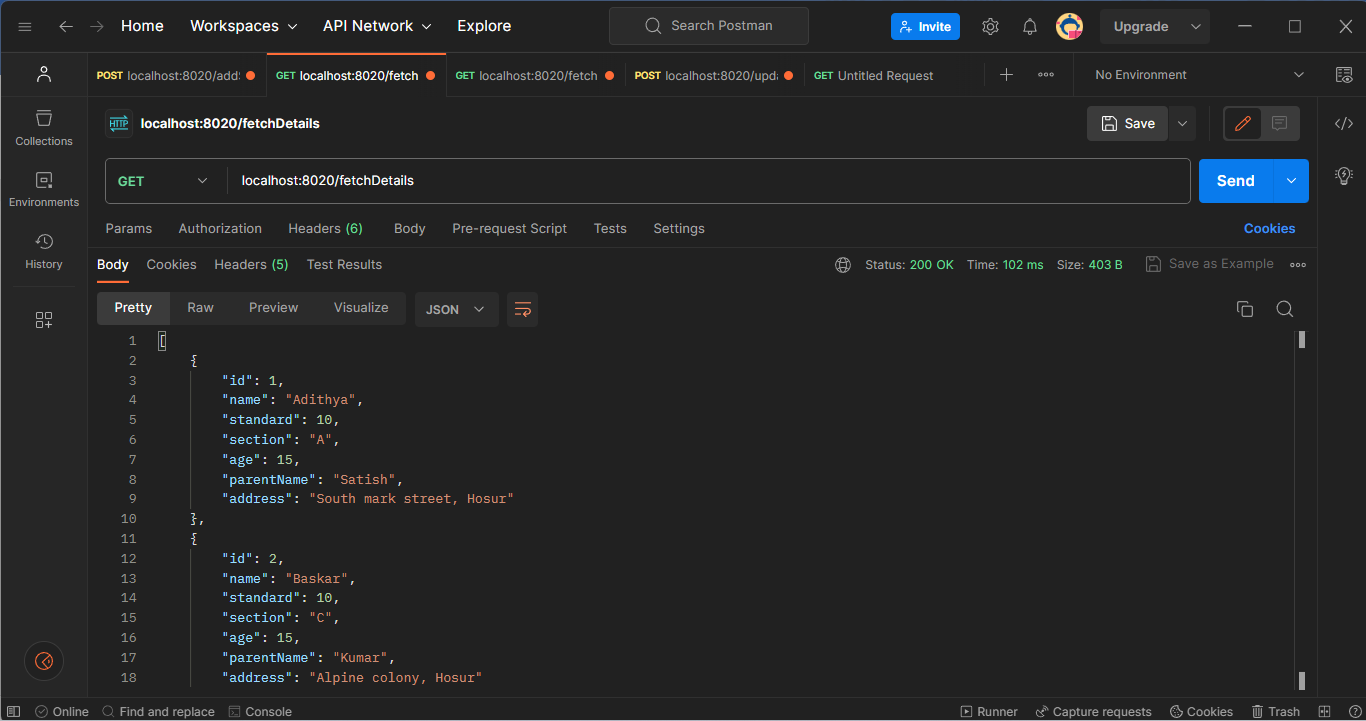 Home Workspaces API Network Explore Search Postman Invite Upgrade
POST localhost:8020/add GET localhost:8020/fetch GET localhost:8020/fetch POST localhost:8020/upda GET Untitled Request No Environment
HTTP localhost:8020/fetchDetails Save
GET localhost:8020/fetchDetails Send
Params Authorization Headers (6) Body Pre-request Script Tests Settings Cookies
Body Cookies Headers (5) Test Results Status: 200 OK Time: 102 ms Size: 403 B Save as Example
Pretty Raw Preview Visualize JSON
Collections
Environments
History
1 [
2 {
3 "id": 1,
4 "name": "Adithya",
5 "standard": 10,
6 "section": "A",
7 "age": 15,
8 "parentName": "Satish",
9 "address": "South mark street, Hosur"
10 },
11 {
12 "id": 2,
13 "name": "Baskar",
14 "standard": 10,
15 "section": "C",
16 "age": 15,
17 "parentName": "Kumar",
18 "address": "Alpine colony, Hosur"
Online Find and replace Console Runner Capture requests Cookies Trash